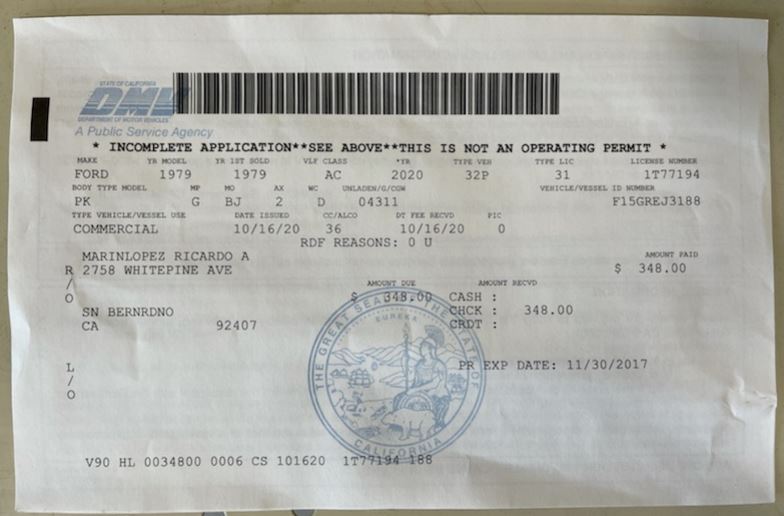 STATE OF CALIFORNIA
DMV
DEPARTMENT OF MOTOR VEHICLES
A Public Service Agency
* INCOMPLETE APPLICATION**SEE ABOVE**THIS IS NOT AN OPERATING PERMIT *
MAKE YR MODEL YR 1ST SOLD VLF CLASS *YR TYPE VEH TYPE LIC LICENSE NUMBER
FORD 1979 1979 AC 2020 32P 31 1T77194
BODY TYPE MODEL MP MO AX WC UNLADEN/G/CGW VEHICLE/VESSEL ID NUMBER
PK G BJ 2 D 04311 F15GREJ3188
TYPE VEHICLE/VESSEL USE DATE ISSUED CC/ALCO DT FEE RECVD PIC
COMMERCIAL 10/16/20 36 10/16/20 0
RDF REASONS: 0 U
MARINLOPEZ RICARDO A AMOUNT PAID
R/O 2758 WHITEPINE AVE $ 348.00
AMOUNT DUE AMOUNT RECVD
$ 348.00 CASH :
SN BERNRDNO CHCK : 348.00
CA 92407 CRDT :
THE GREAT SEAL OF THE STATE OF CALIFORNIA
EUREKA
L/O PR EXP DATE: 11/30/2017
V90 HL 0034800 0006 CS 101620 1T77194 188